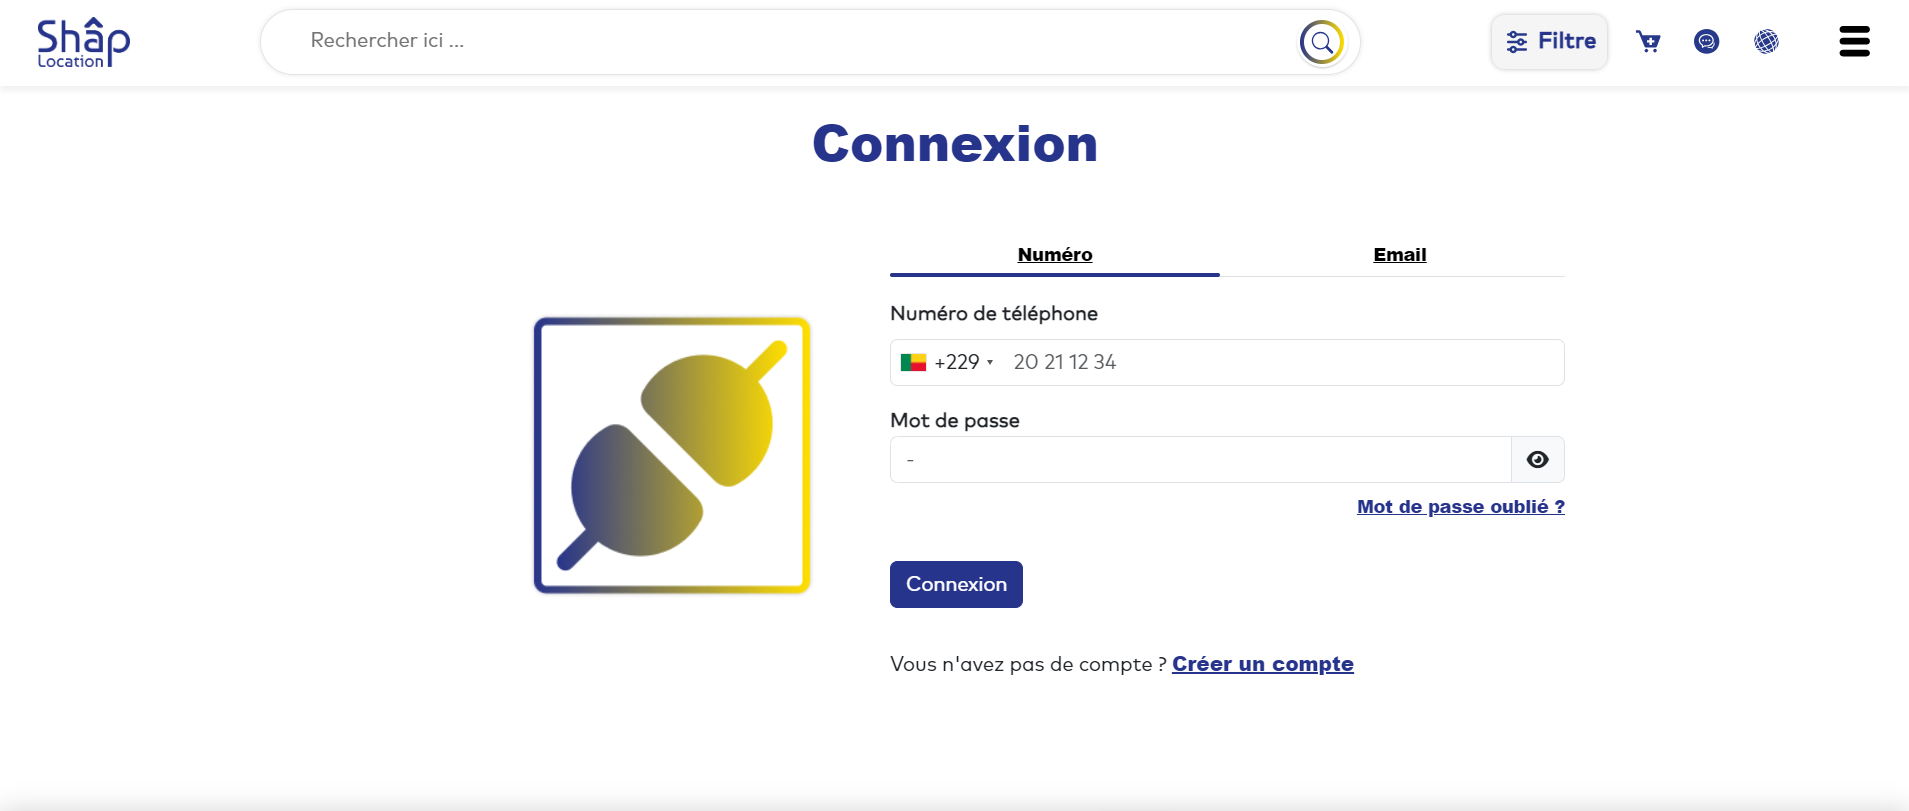 Shâp
Location
Rechercher ici ...
Filtre
Connexion
Numéro
Email
Numéro de téléphone
+229
20 21 12 34
Mot de passe
-
Mot de passe oublié ?
Connexion
Vous n'avez pas de compte ? Créer un compte